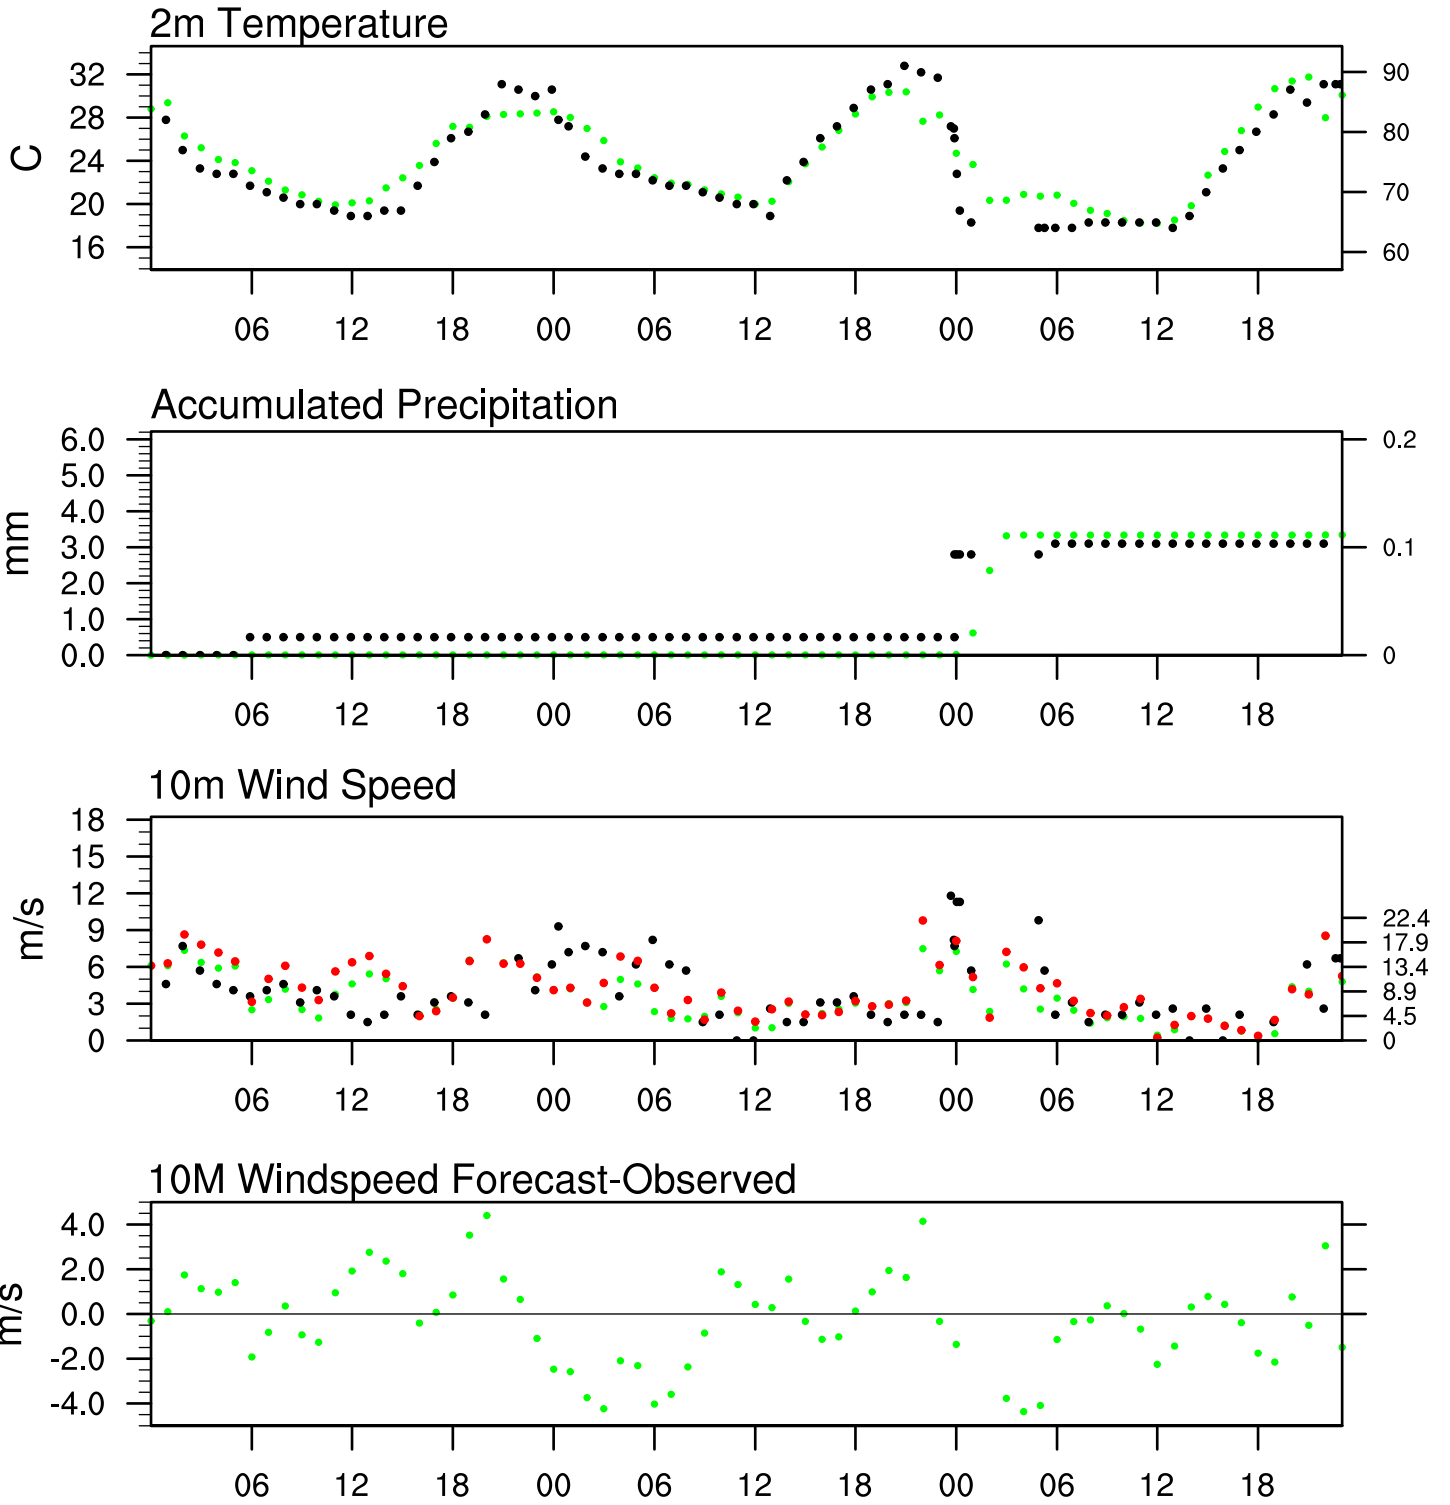 2m Temperature
32 90
28 80
C
24
20 70
16 60
06 12 18 00 06 12 18 00 06 12 18
Accumulated Precipitation
6.0 0.2
5.0
4.0
mm
3.0 0.1
2.0
1.0
0.0 0
06 12 18 00 06 12 18 00 06 12 18
10m Wind Speed
18
15
12
m/s
9 22.4
17.9
6 13.4
3 8.9
4.5
0 0
06 12 18 00 06 12 18 00 06 12 18
10M Windspeed Forecast-Observed
4.0
2.0
m/s
0.0
-2.0
-4.0
06 12 18 00 06 12 18 00 06 12 18